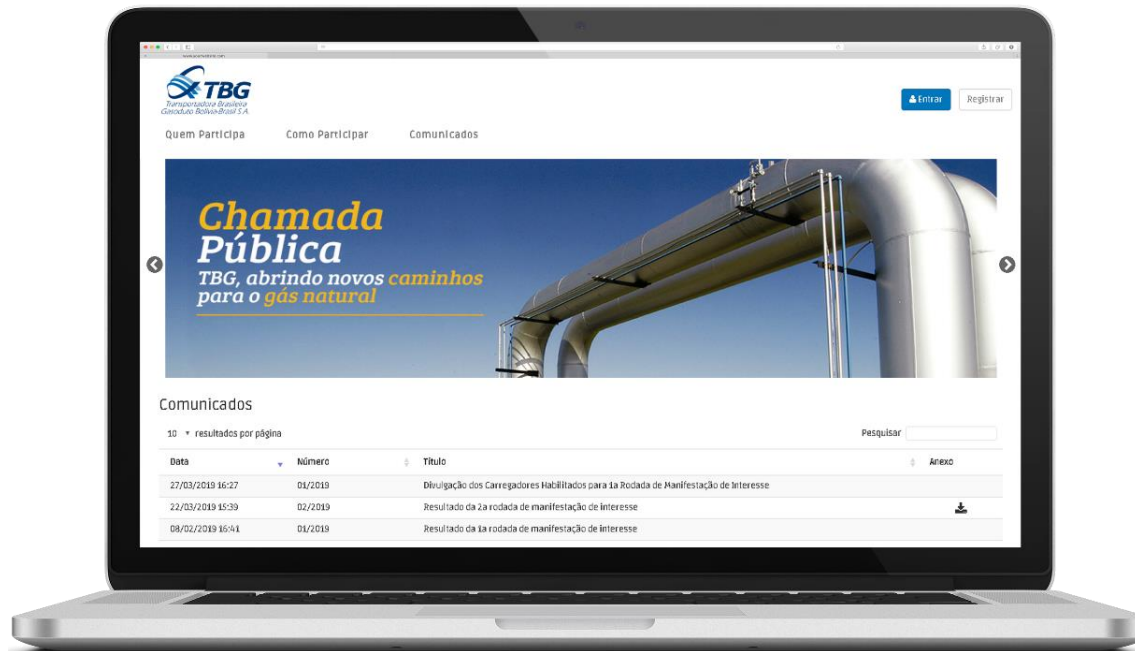 TBG
Transportadora Brasileira
Gasoduto Bolívia-Brasil S.A.
Entrar
Registrar
Quem Participa
Como Participar
Comunicados
Chamada
Pública
TBG, abrindo novos caminhos
para o gás natural
Comunicados
10 resultados por página
Pesquisar
Data Número Título Anexo
27/03/2019 16:27 01/2019 Divulgação dos Carregadores Habilitados para 1a Rodada de Manifestação de Interesse
22/03/2019 15:39 02/2019 Resultado da 2a rodada de manifestação de interesse
08/02/2019 16:41 01/2019 Resultado da 1a rodada de manifestação de interesse